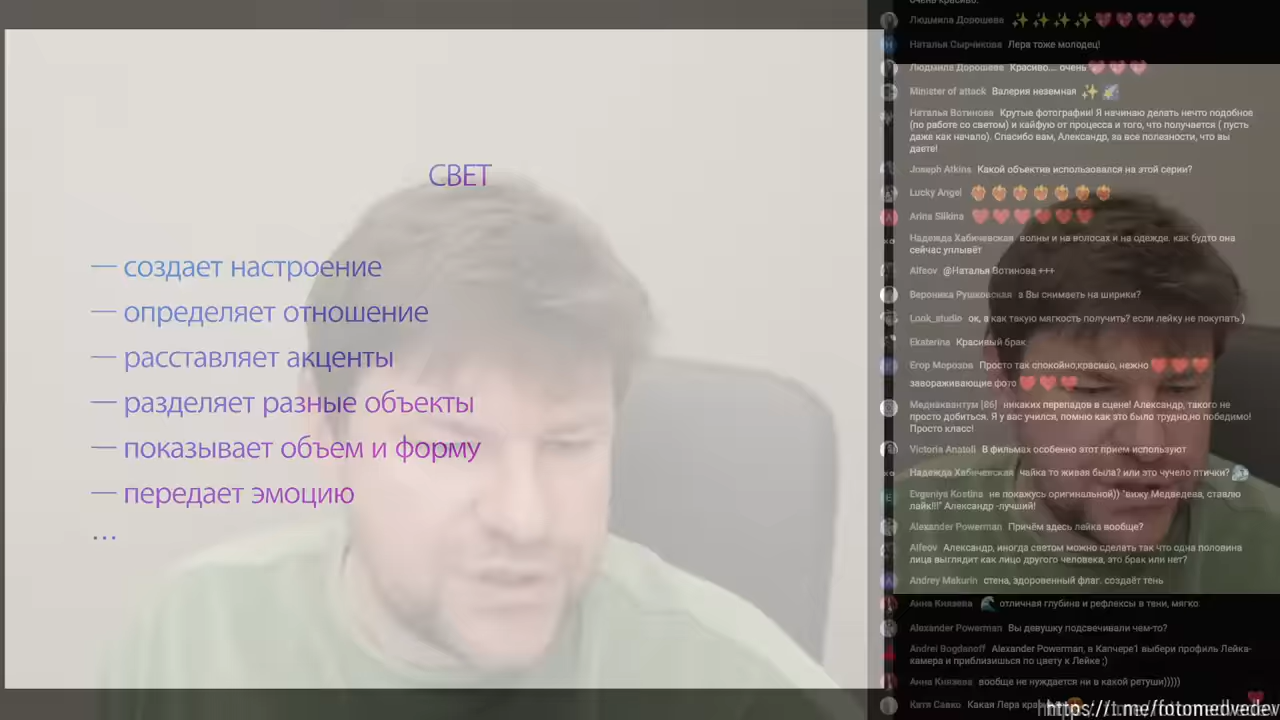 СВЕТ
— создает настроение
— определяет отношение
— расставляет акценты
— разделяет разные объекты
— показывает объем и форму
— передает эмоцию
...
Людмила Дорошева ✨✨✨✨💗💗💗💗💗
Наталья Сырчикова Лера тоже молодец!
Людмила Дорошева Красиво.... очень 💗💗💗
Minister of attack Валерия неземная ✨🌠
Наталья Вотинова Крутые фотографии! Я начинаю делать нечто подобное
(по работе со светом) и кайфую от процесса и того, что получается ( пусть
даже как начало). Спасибо вам, Александр, за все полезности, что вы
даете!
Joseph Atkins Какой объектив использовался на этой серии?
Lucky Angel ❤️‍🔥❤️‍🔥❤️‍🔥❤️‍🔥❤️‍🔥❤️‍🔥❤️‍🔥
Arina Slikina ❤️❤️❤️❤️❤️❤️
Надежда Хабичевская волны и на волосах и на одежде. как будто она
сейчас уплывёт
Alfeov @Наталья Вотинова +++
Вероника Рушковская а Вы снимаеть на ширики?
Look_studio ок, а как такую мягкость получить? если лейку не покупать )
Ekaterina Красивый брак
Егор Морозов Просто так спокойно,красиво, нежно ❤️❤️❤️
завораживающие фото ❤️❤️❤️
Медиаквантум [86] никаких перепадов в сцене! Александр, такого не
просто добиться. Я у вас учился, помню как это было трудно,но победимо!
Просто класс!
Victoria Anatoli В фильмах особенно этот прием используют
Надежда Хабичевская чайка то живая была? или это чучело птички?
Evgeniya Kostina не покажусь оригинальной)) "вижу Медведева, ставлю
лайк!!!" Александр -лучший!
Alexander Powerman Причём здесь лейка вообще?
Alfeov Александр, иногда светом можно сделать так что одна половина
лица выглядит как лицо другого человека, это брак или нет?
Andrey Makurin стена, здоровенный флаг. создаёт тень
Анна Князева 🌊 отличная глубина и рефлексы в тени, мягко.
Alexander Powerman Вы девушку подсвечивали чем-то?
Andrei Bogdanoff Alexander Powerman, в Капчере1 выбери профиль Лейка-
камера и приблизишься по цвету к Лейке ;)
Анна Князева вообще не нуждается ни в какой ретуши)))))
Катя Савко Какая Лера
https://t.me/fotomedvedev